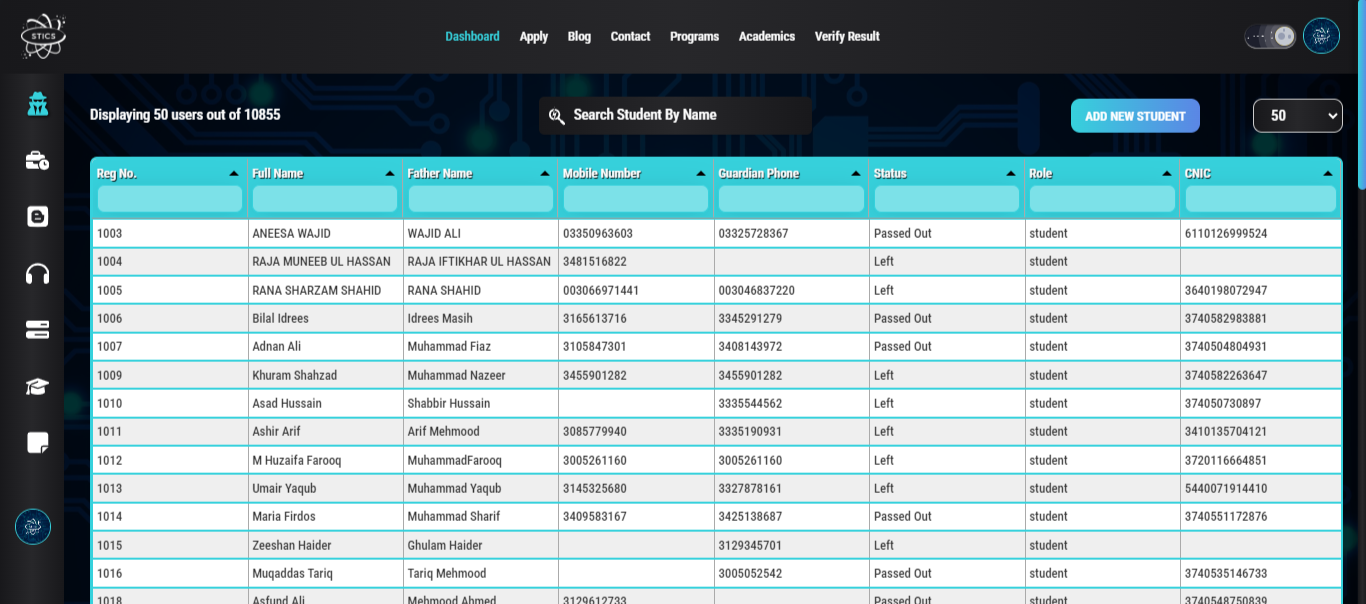 STICS
Dashboard Apply Blog Contact Programs Academics Verify Result
Displaying 50 users out of 10855 Search Student By Name ADD NEW STUDENT 50
Reg No. Full Name Father Name Mobile Number Guardian Phone Status Role CNIC
1003 ANEESA WAJID WAJID ALI 03350963603 03325728367 Passed Out student 6110126999524
1004 RAJA MUNEEB UL HASSAN RAJA IFTIKHAR UL HASSAN 3481516822 Left student
1005 RANA SHARZAM SHAHID RANA SHAHID 003066971441 003046837220 Left student 3640198072947
1006 Bilal Idrees Idrees Masih 3165613716 3345291279 Passed Out student 3740582983881
1007 Adnan Ali Muhammad Fiaz 3105847301 3408143972 Passed Out student 3740504804931
1009 Khuram Shahzad Muhammad Nazeer 3455901282 3455901282 Left student 3740582263647
1010 Asad Hussain Shabbir Hussain 3335544562 Left student 374050730897
1011 Ashir Arif Arif Mehmood 3085779940 3335190931 Left student 3410135704121
1012 M Huzaifa Farooq MuhammadFarooq 3005261160 3005261160 Left student 3720116664851
1013 Umair Yaqub Muhammad Yaqub 3145325680 3327878161 Left student 5440071914410
1014 Maria Firdos Muhammad Sharif 3409583167 3425138687 Passed Out student 3740551172876
1015 Zeeshan Haider Ghulam Haider 3129345701 Left student
1016 Muqaddas Tariq Tariq Mehmood 3005052542 Passed Out student 3740535146733
1018 Asfund Ali Mehmood Ahmed 3129612733 Passed Out student 3740548750839